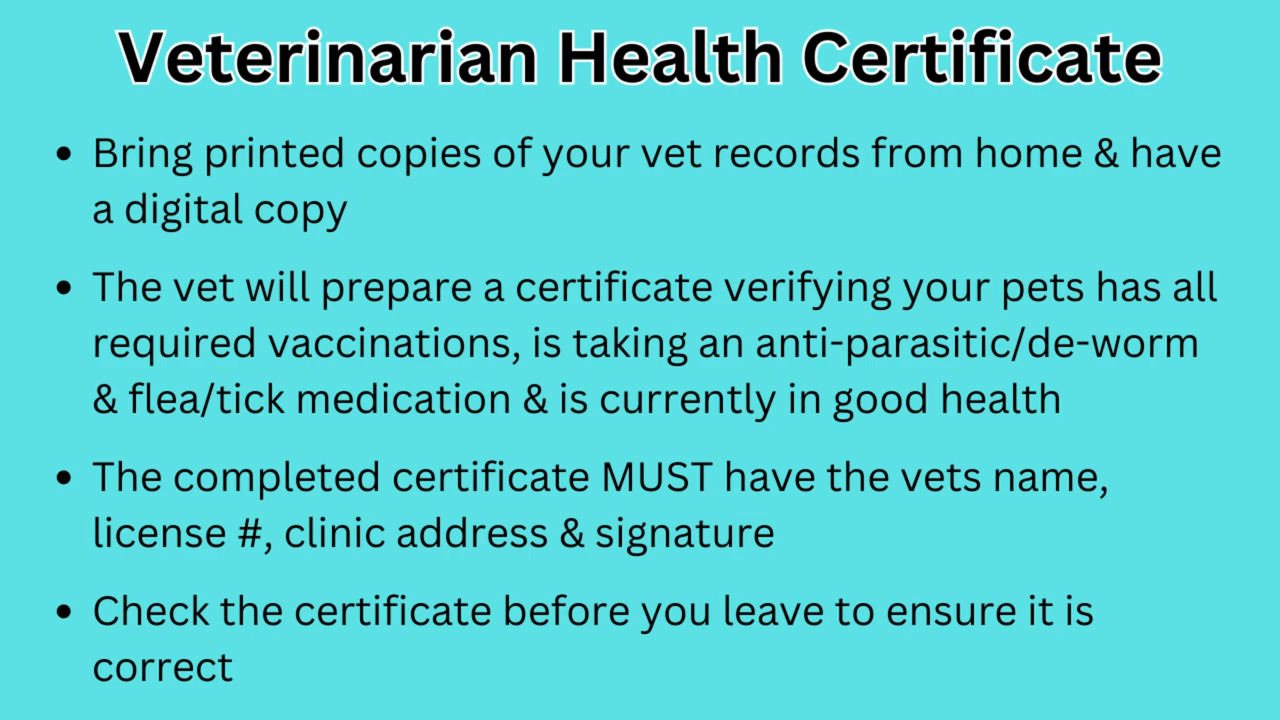 Veterinarian Health Certificate
• Bring printed copies of your vet records from home & have
a digital copy
• The vet will prepare a certificate verifying your pets has all
required vaccinations, is taking an anti-parasitic/de-worm
& flea/tick medication & is currently in good health
• The completed certificate MUST have the vets name,
license #, clinic address & signature
• Check the certificate before you leave to ensure it is
correct